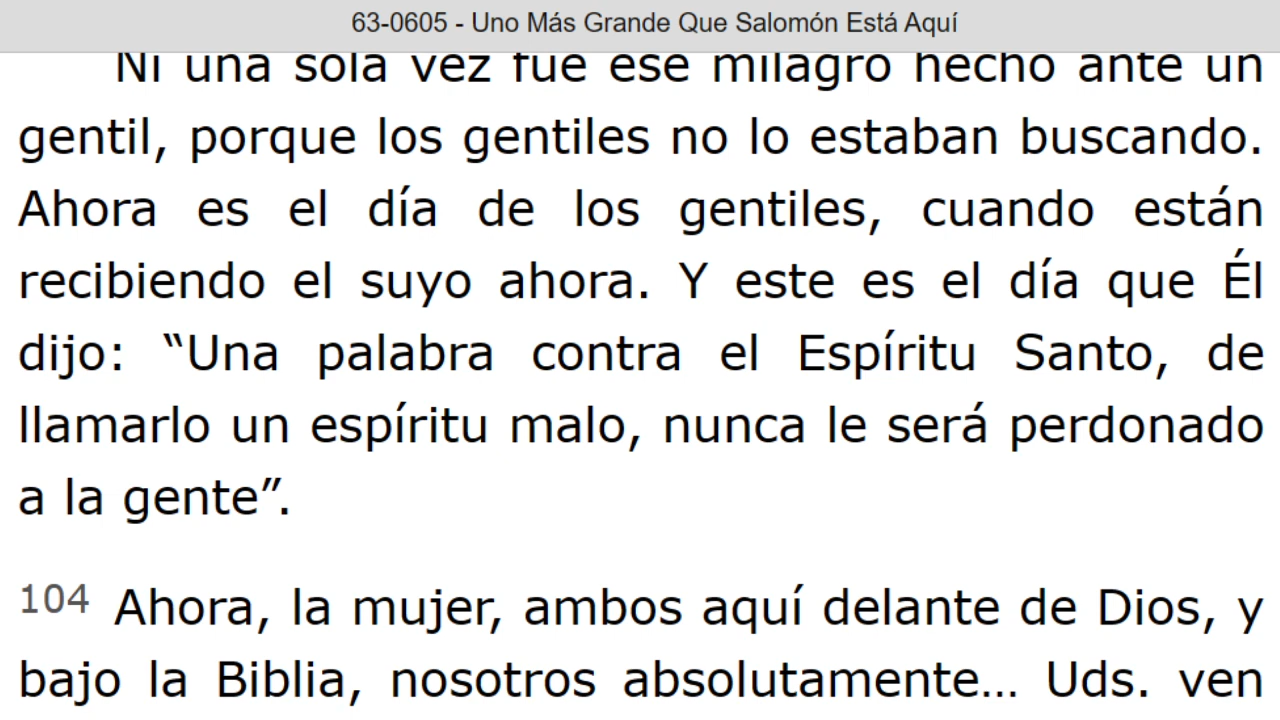 63-0605 - Uno Más Grande Que Salomón Está Aquí
Ni una sola vez fue ese milagro hecho ante un
gentil, porque los gentiles no lo estaban buscando.
Ahora es el día de los gentiles, cuando están
recibiendo el suyo ahora. Y este es el día que Él
dijo: “Una palabra contra el Espíritu Santo, de
llamarlo un espíritu malo, nunca le será perdonado
a la gente”.
104 Ahora, la mujer, ambos aquí delante de Dios, y
bajo la Biblia, nosotros absolutamente... Uds. ven